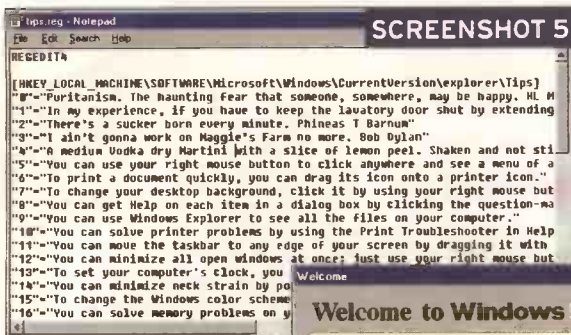 tips.reg - Notepad
SCREENSHOT 5
File Edit Search Help
REGEDIT4
[HKEY_LOCAL_MACHINE\SOFTWARE\Microsoft\Windows\CurrentVersion\explorer\Tips]
"0"="Puritanism. The haunting fear that someone, somewhere, may be happy. HL M
"1"="In my experience, if you have to keep the lavatory door shut by extending
"2"="There's a sucker born every minute. Phineas T Barnum"
"3"="I ain't gonna work on Maggie's Farm no more. Bob Dylan"
"4"="A medium Vodka dry Martini with a slice of lemon peel. Shaken and not sti
"5"="You can use your right mouse button to click anywhere and see a menu of a
"6"="To print a document quickly, you can drag its icon onto a printer icon."
"7"="To change your desktop background, click it by using your right mouse but
"8"="You can get Help on each item in a dialog box by clicking the question-ma
"9"="You can use Windows Explorer to see all the files on your computer."
"10"="You can solve printer problems by using the Print Troubleshooter in Help
"11"="You can move the taskbar to any edge of your screen by dragging it with
"12"="You can minimize all open windows at once: just use your right mouse but
"13"="To set your computer's clock, you
"14"="You can minimize neck strain by po
"15"="To change the Windows color scheme
"16"="You can solve memory problems on y
Welcome
Welcome to Windows